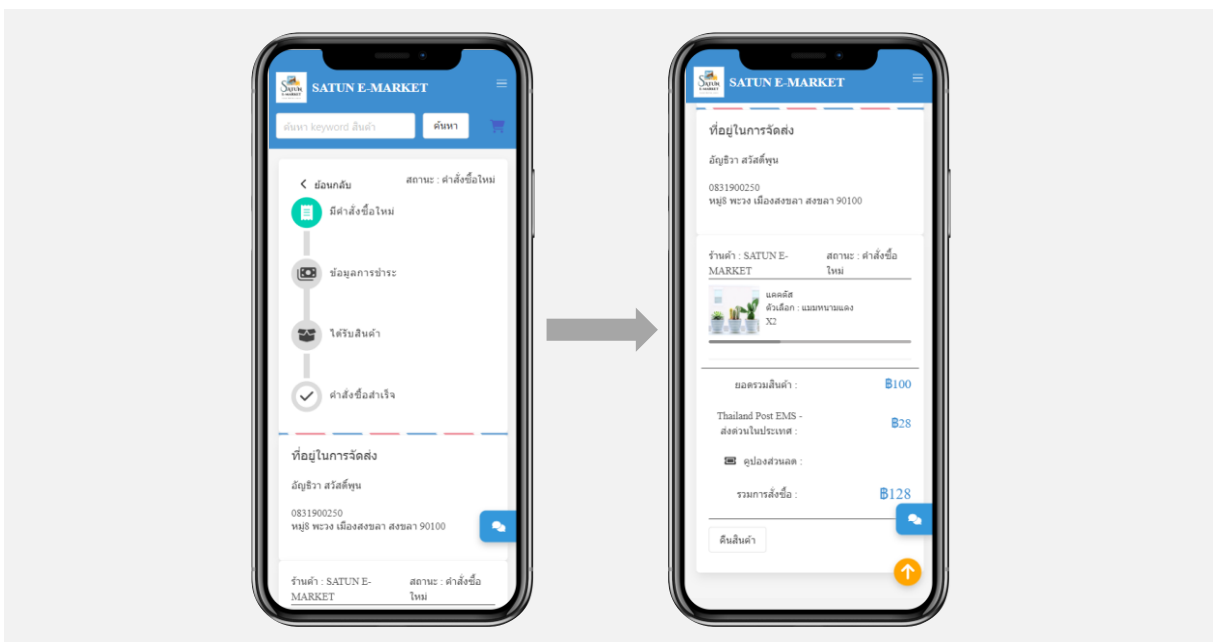 SATUN E-MARKET
ค้นหา keyword สินค้า
ค้นหา
ย้อนกลับ
สถานะ : คำสั่งซื้อใหม่
มีคำสั่งซื้อใหม่
ข้อมูลการชำระ
ได้รับสินค้า
คำสั่งซื้อสำเร็จ
ที่อยู่ในการจัดส่ง
อัญชิวา สวัสดิ์พูน
0831900250
หมู่8 พะวง เมืองสงขลา สงขลา 90100
ร้านค้า : SATUN E-
MARKET
สถานะ : คำสั่งซื้อ
ใหม่
SATUN E-MARKET
ที่อยู่ในการจัดส่ง
อัญชิวา สวัสดิ์พูน
0831900250
หมู่8 พะวง เมืองสงขลา สงขลา 90100
ร้านค้า : SATUN E-
MARKET
สถานะ : คำสั่งซื้อ
ใหม่
แคคตัส
ตัวเลือก : แมมหนามแดง
X2
ยอดรวมสินค้า :
฿100
Thailand Post EMS -
ส่งด่วนในประเทศ :
฿28
คูปองส่วนลด :
รวมการสั่งซื้อ :
฿128
คืนสินค้า